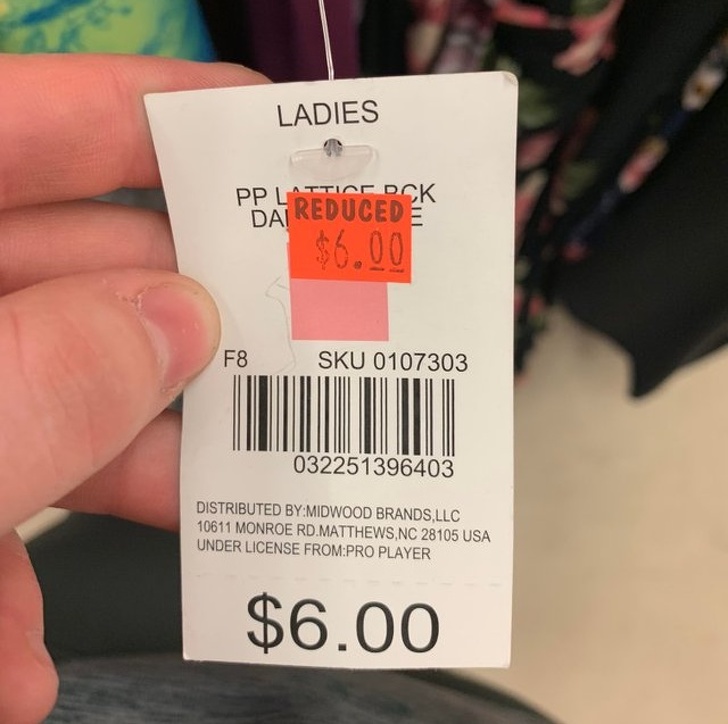 LADIES
PP LATTICE BCK
REDUCED
$6.00
F8 SKU 0107303
032251396403
DISTRIBUTED BY:MIDWOOD BRANDS,LLC
10611 MONROE RD.MATTHEWS,NC 28105 USA
UNDER LICENSE FROM:PRO PLAYER
$6.00